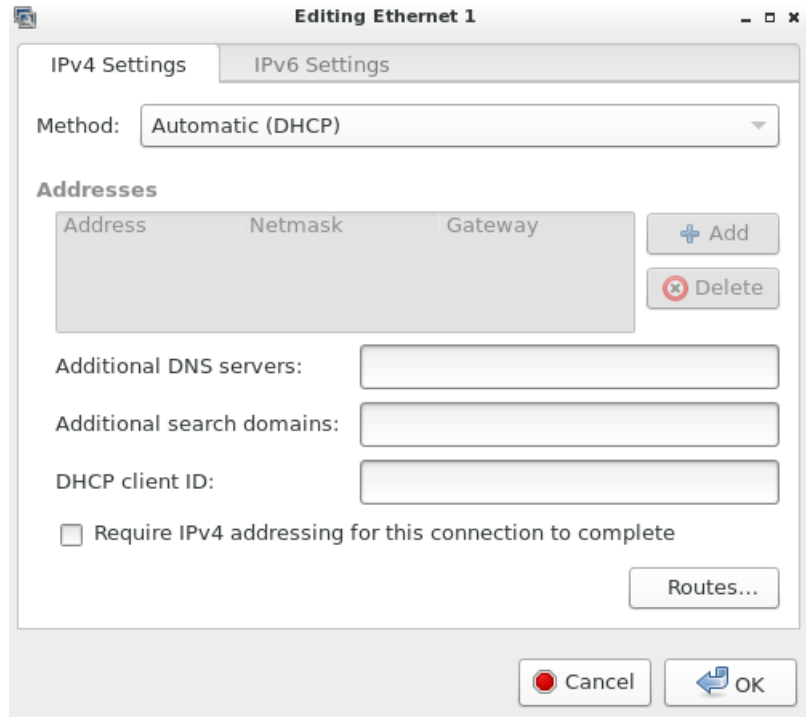 Editing Ethernet 1
IPv4 Settings IPv6 Settings
Method: Automatic (DHCP)
Addresses
Address Netmask Gateway
Add
Delete
Additional DNS servers:
Additional search domains:
DHCP client ID:
Require IPv4 addressing for this connection to complete
Routes...
Cancel OK